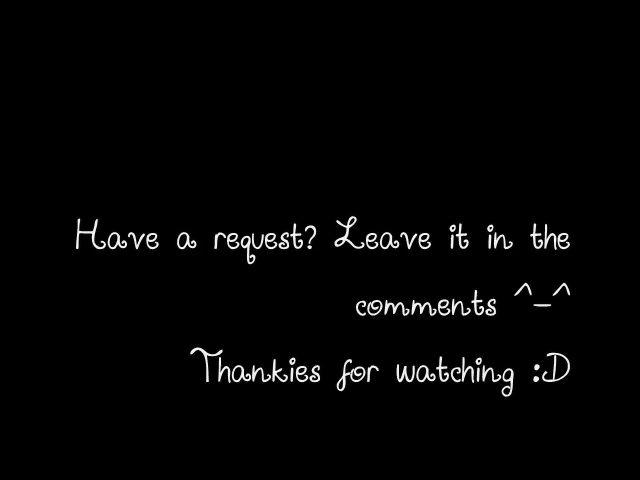 Have a request? Leave it in the
comments ^-^
Thankies for watching :D